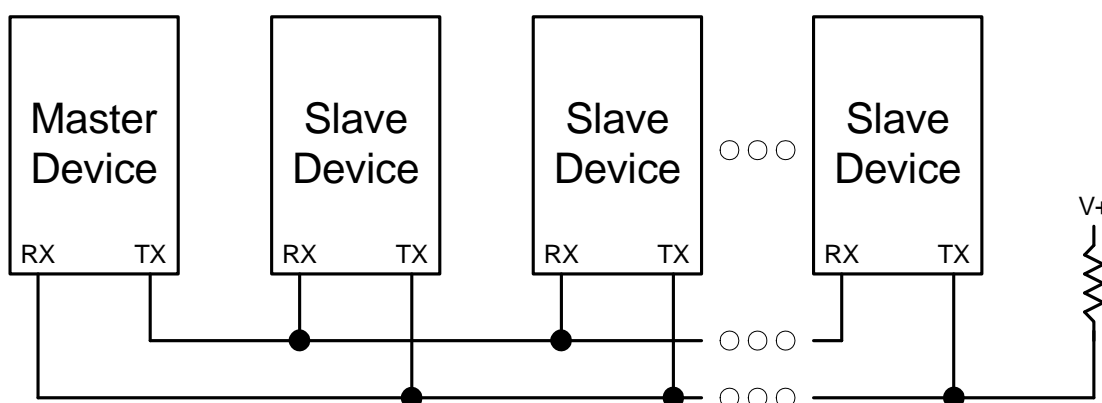 Master
Device
Slave
Device
Slave
Device
Slave
Device
V+
RX TX
RX TX
RX TX
RX TX